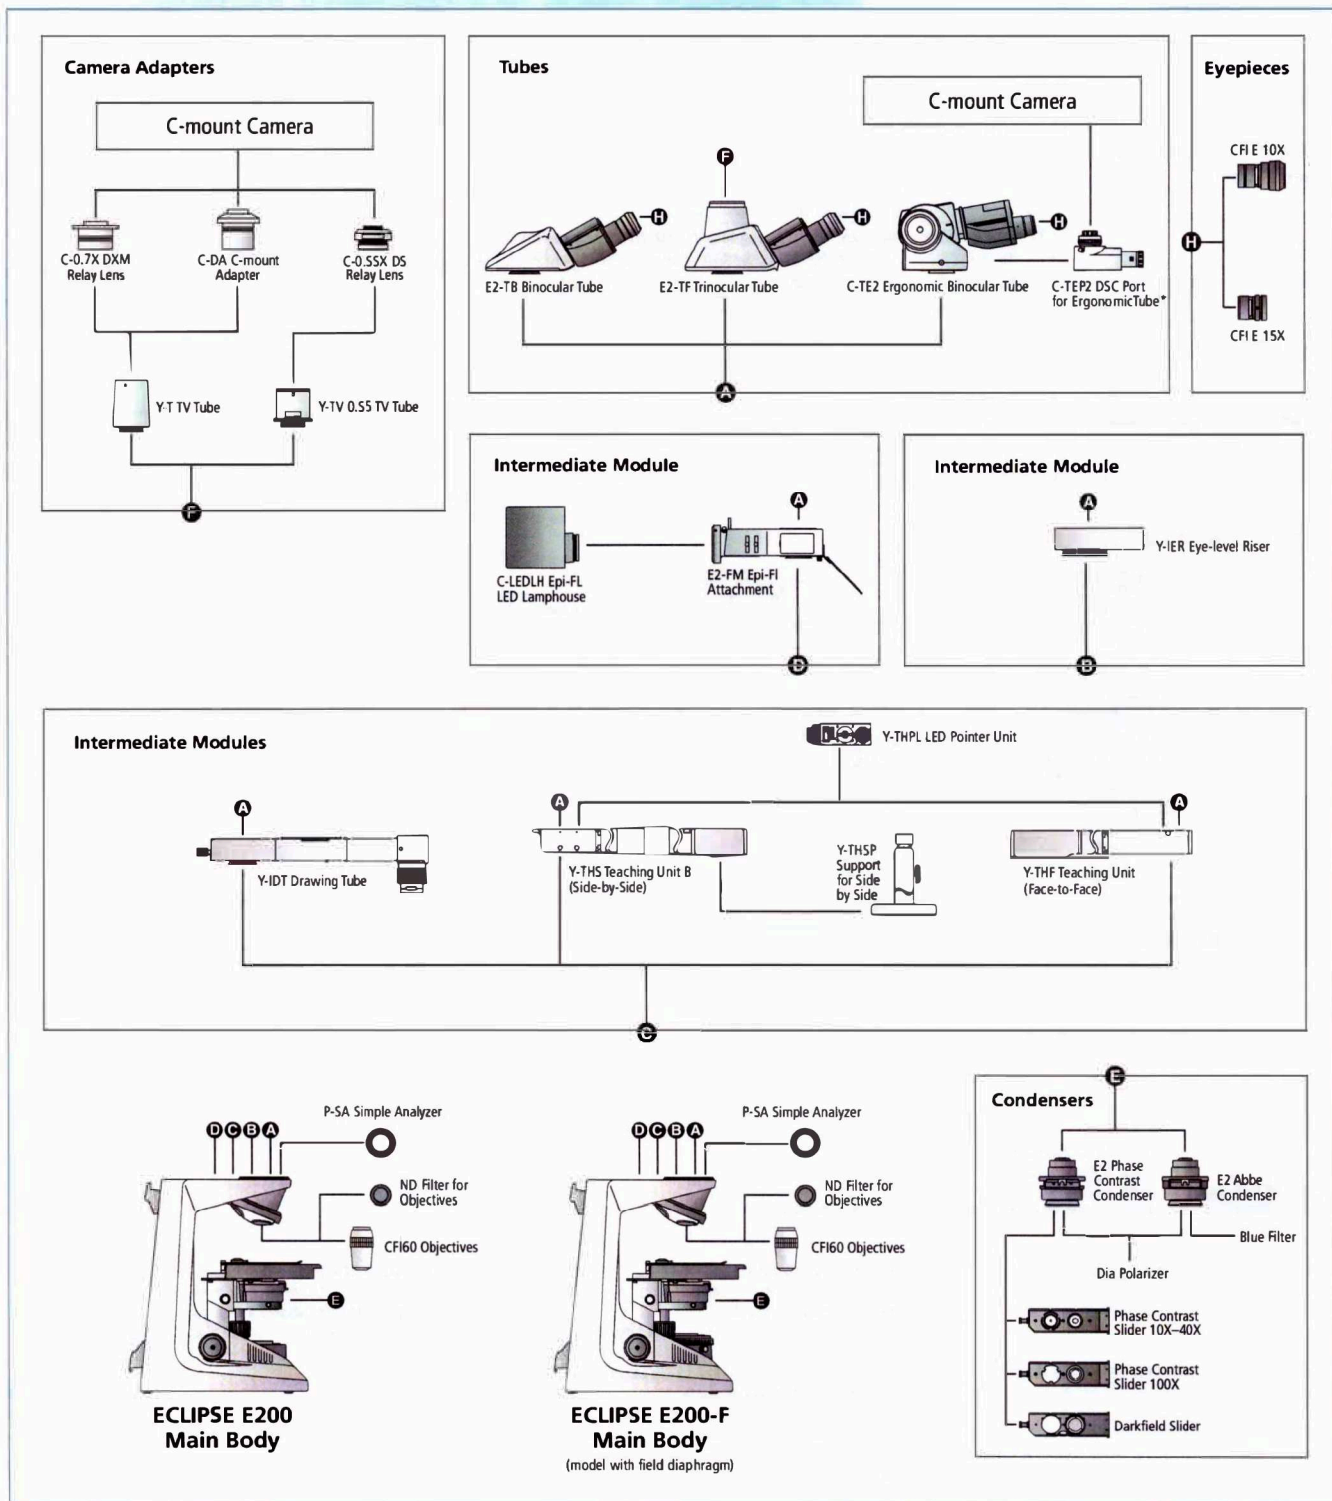 Camera Adapters
C-mount Camera
C-0.7X DXM
Relay Lens
C-DA C-mount
Adapter
C-0.SSX DS
Relay Lens
Y-T TV Tube
Y-TV 0.S5 TV Tube
F
Tubes
C-mount Camera
F
H
H
H
E2-TB Binocular Tube
E2-TF Trinocular Tube
C-TE2 Ergonomic Binocular Tube
C-TEP2 DSC Port
for ErgonomicTube*
A
Eyepieces
CFI E 10X
H
CFI E 15X
Intermediate Module
A
C-LEDLH Epi-FL
LED Lamphouse
E2-FM Epi-Fl
Attachment
D
Intermediate Module
A
Y-IER Eye-level Riser
B
Intermediate Modules
Y-THPL LED Pointer Unit
A
A
A
Y-IDT Drawing Tube
Y-THS Teaching Unit B
(Side-by-Side)
Y-THSP
Support
for Side
by Side
Y-THF Teaching Unit
(Face-to-Face)
C
P-SA Simple Analyzer
D C B A
ND Filter for
Objectives
CFI60 Objectives
E
ECLIPSE E200
Main Body
P-SA Simple Analyzer
D C B A
ND Filter for
Objectives
CFI60 Objectives
E
ECLIPSE E200-F
Main Body
(model with field diaphragm)
E
Condensers
E2 Phase
Contrast
Condenser
E2 Abbe
Condenser
Blue Filter
Dia Polarizer
Phase Contrast
Slider 10X–40X
Phase Contrast
Slider 100X
Darkfield Slider